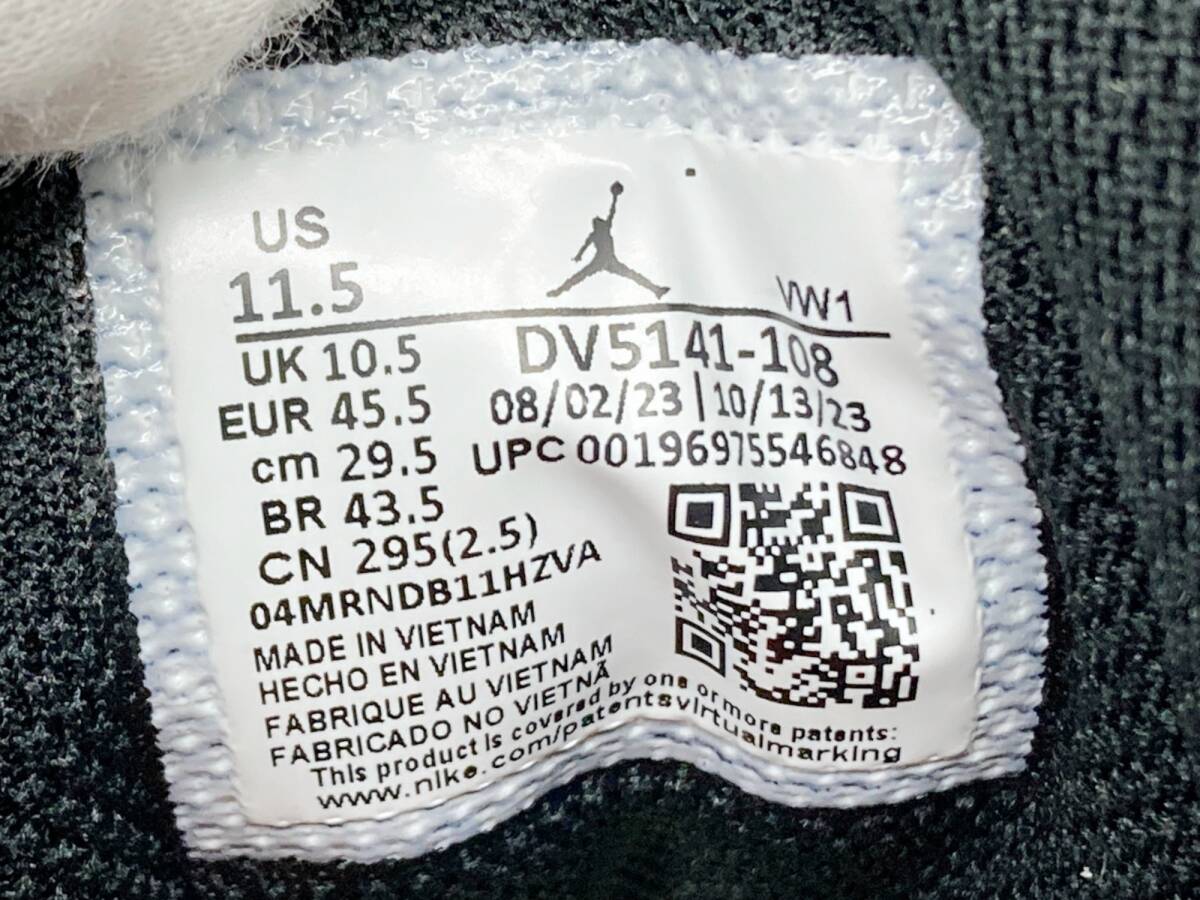 US
11.5
VW1
UK 10.5
DV5141-108
EUR 45.5
08/02/23 | 10/13/23
cm 29.5
UPC 00196975546848
BR 43.5
CN 295(2.5)
04MRNDB11HZVA
MADE IN VIETNAM
HECHO EN VIETNAM
FABRIQUE AU VIETNAM
FABRICADO NO VIETNÃ
This product is covered by one or more patents:
www.nike.com/patentsvirtualmarking